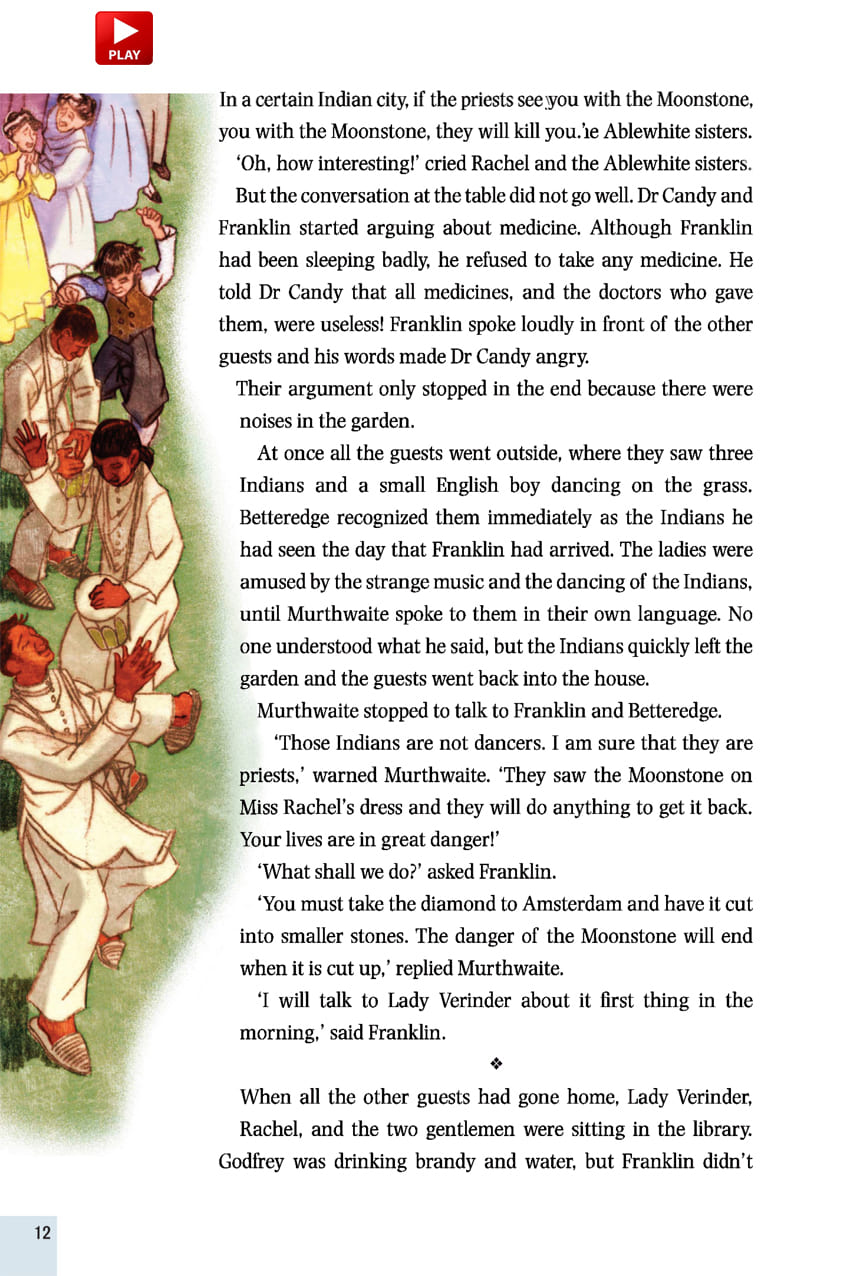 PLAY
In a certain Indian city, if the priests see you with the Moonstone,
you with the Moonstone, they will kill you.’ıe Ablewhite sisters.
‘Oh, how interesting!’ cried Rachel and the Ablewhite sisters.
But the conversation at the table did not go well. Dr Candy and
Franklin started arguing about medicine. Although Franklin
had been sleeping badly, he refused to take any medicine. He
told Dr Candy that all medicines, and the doctors who gave
them, were useless! Franklin spoke loudly in front of the other
guests and his words made Dr Candy angry.
Their argument only stopped in the end because there were
noises in the garden.
At once all the guests went outside, where they saw three
Indians and a small English boy dancing on the grass.
Betteredge recognized them immediately as the Indians he
had seen the day that Franklin had arrived. The ladies were
amused by the strange music and the dancing of the Indians,
until Murthwaite spoke to them in their own language. No
one understood what he said, but the Indians quickly left the
garden and the guests went back into the house.
Murthwaite stopped to talk to Franklin and Betteredge.
‘Those Indians are not dancers. I am sure that they are
priests,’ warned Murthwaite. ‘They saw the Moonstone on
Miss Rachel’s dress and they will do anything to get it back.
Your lives are in great danger!’
‘What shall we do?’ asked Franklin.
‘You must take the diamond to Amsterdam and have it cut
into smaller stones. The danger of the Moonstone will end
when it is cut up,’ replied Murthwaite.
‘I will talk to Lady Verinder about it first thing in the
morning,’ said Franklin.
❖
When all the other guests had gone home, Lady Verinder,
Rachel, and the two gentlemen were sitting in the library.
Godfrey was drinking brandy and water, but Franklin didn’t
12